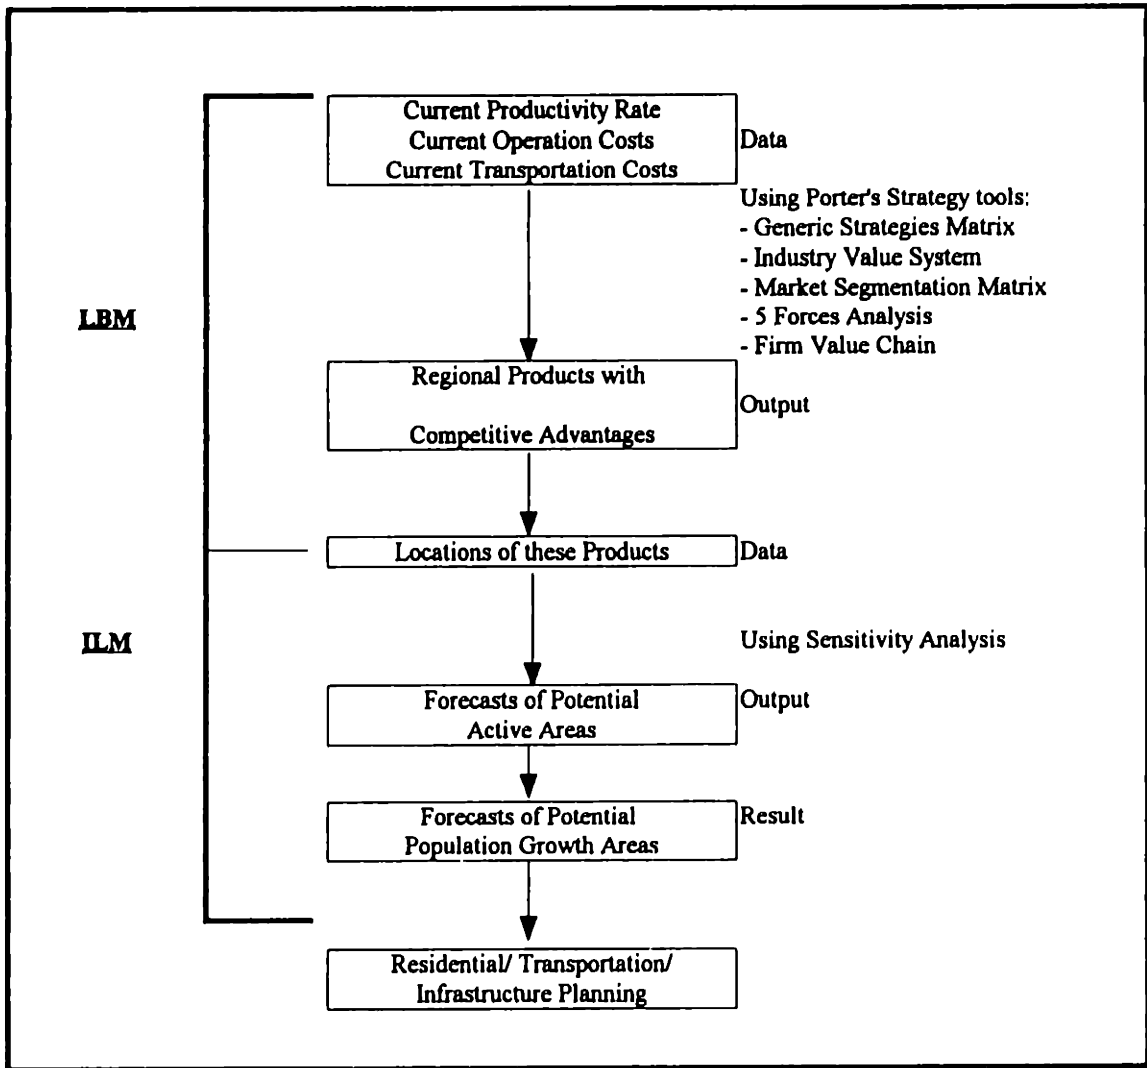 Current Productivity Rate
Current Operation Costs
Current Transportation Costs
Data
Using Porter's Strategy tools:
- Generic Strategies Matrix
- Industry Value System
- Market Segmentation Matrix
- 5 Forces Analysis
- Firm Value Chain
LBM
Regional Products with
Competitive Advantages
Output
Locations of these Products
Data
ILM
Using Sensitivity Analysis
Forecasts of Potential
Active Areas
Output
Forecasts of Potential
Population Growth Areas
Result
Residential/ Transportation/
Infrastructure Planning